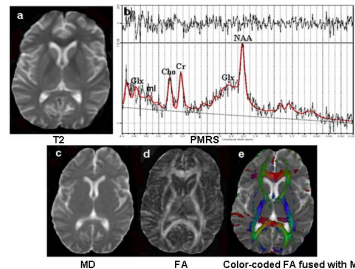 a
b
NAA
Cho
Cr
Glx
mI
Glx
T2
PMRS
c
d
e
MD
FA
Color-coded FA fused with M